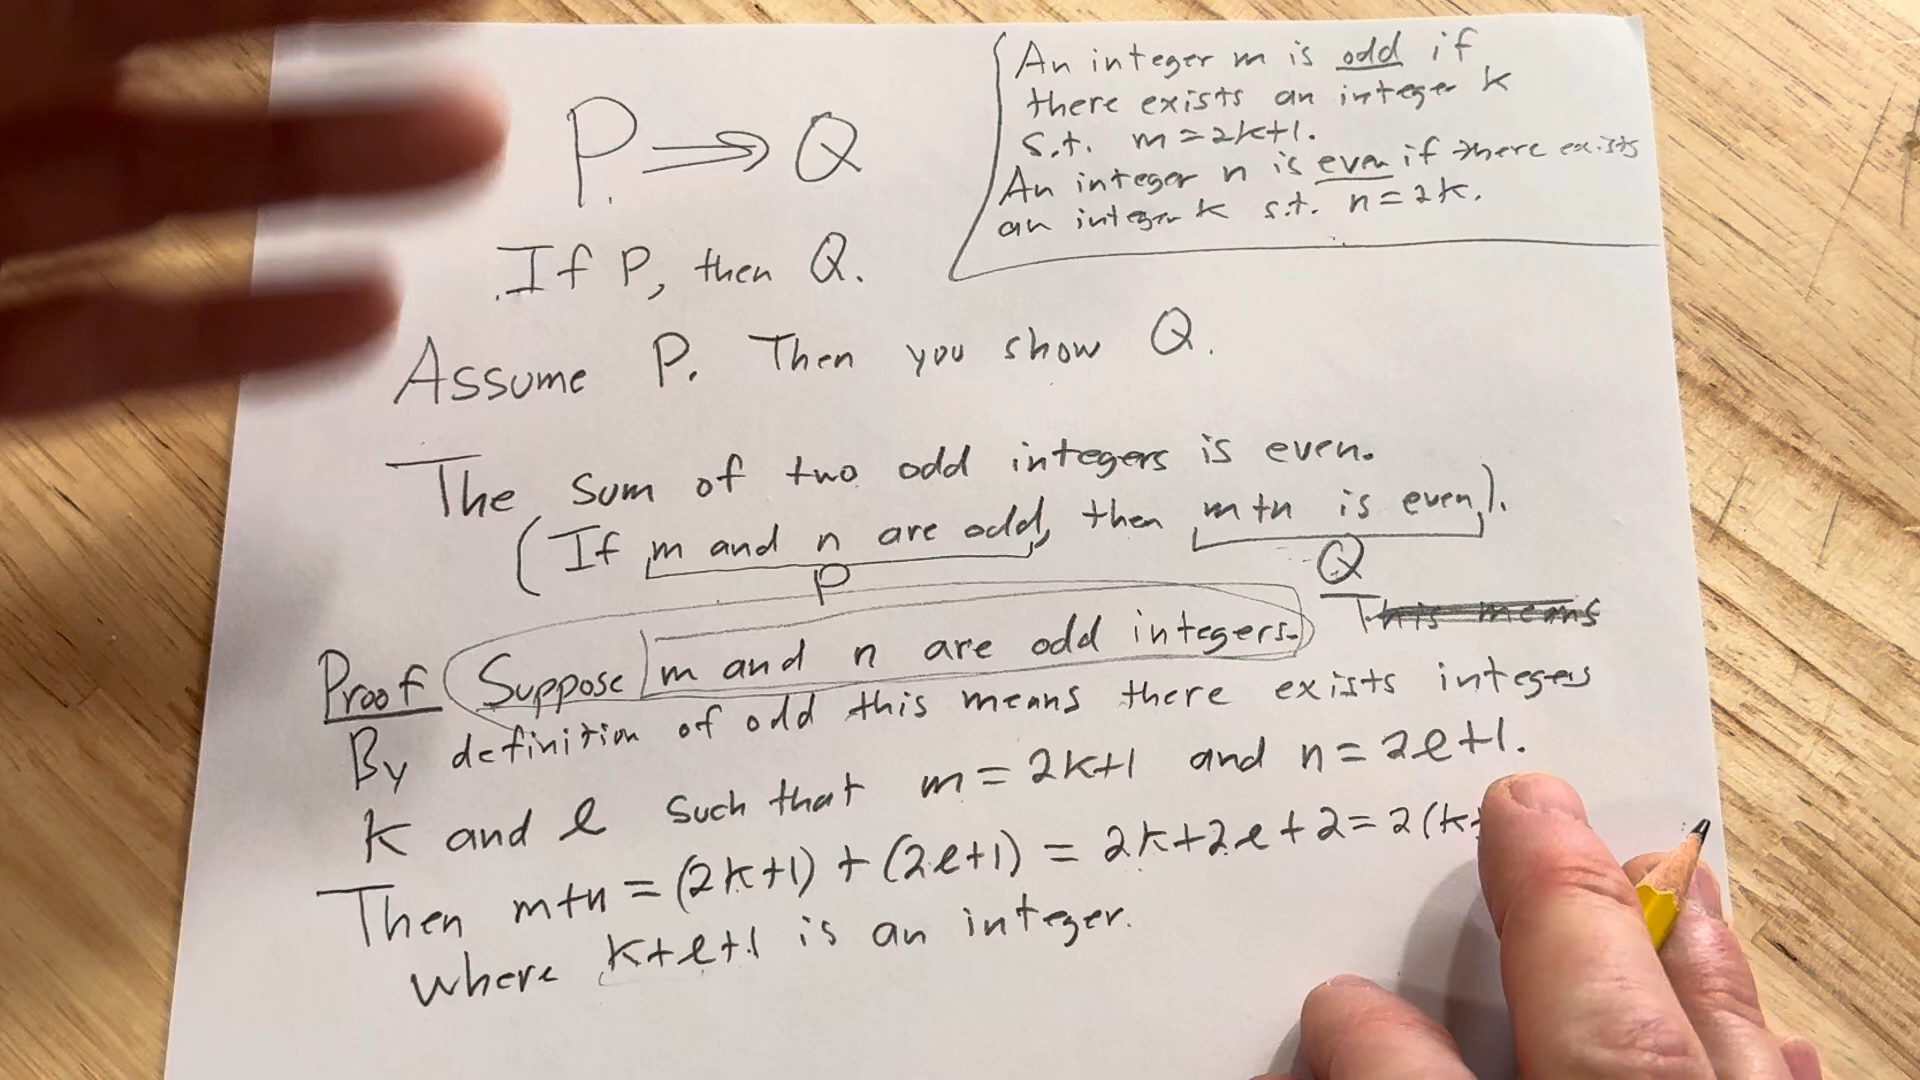 P. ⟹ Q
If P, then Q.
An integer m is odd if
there exists an integer k
s.t. m = 2k+1.
An integer n is even if there exists
an integer k s.t. n = 2k.
Assume P. Then you show Q.
The sum of two odd integers is even.
(If m and n are odd, then m+n is even).
P Q
Proof Suppose m and n are odd integers. This means
By definition of odd this means there exists integers
k and ℓ such that m = 2k+1 and n = 2ℓ+1.
Then m+n = (2k+1) + (2ℓ+1) = 2k+2ℓ+2 = 2(k+
where k+ℓ+1 is an integer.